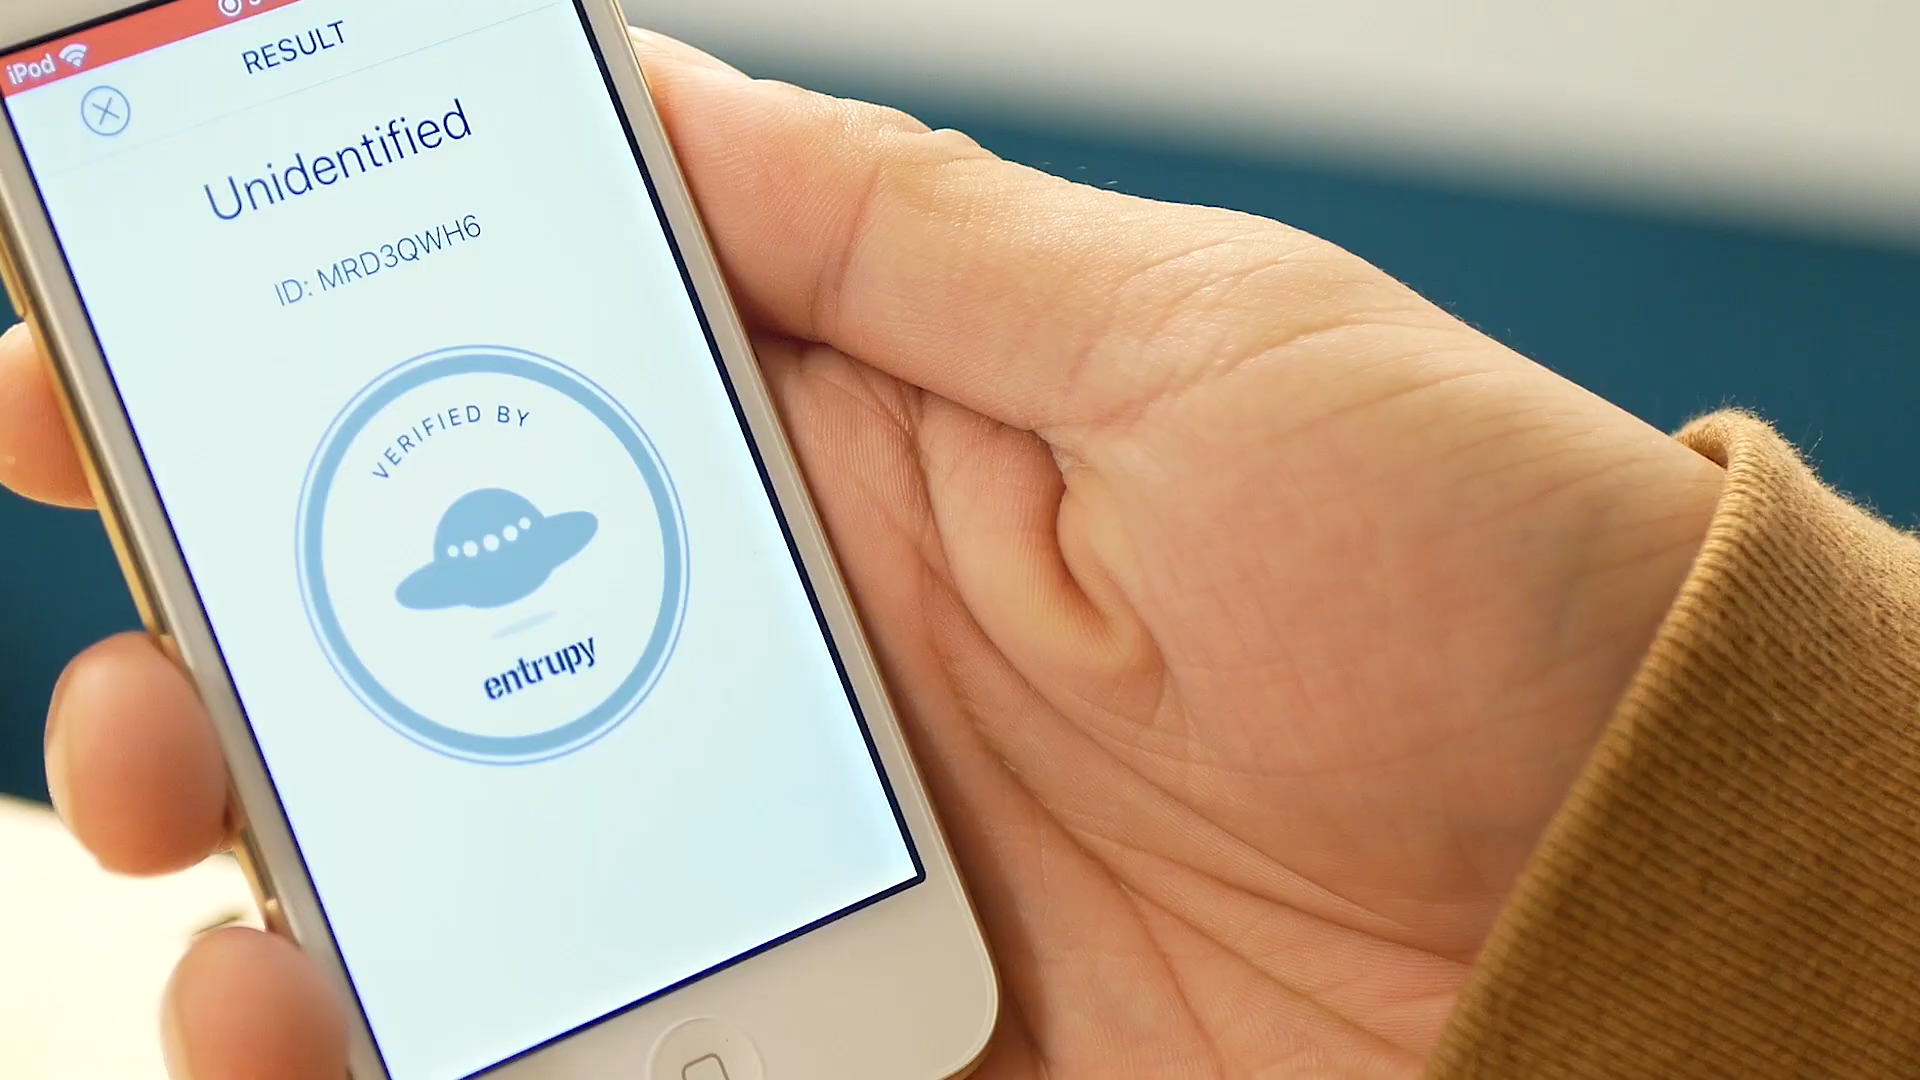 iPod
RESULT
Unidentified
ID: MRD3QWH6
VERIFIED BY
entrupy